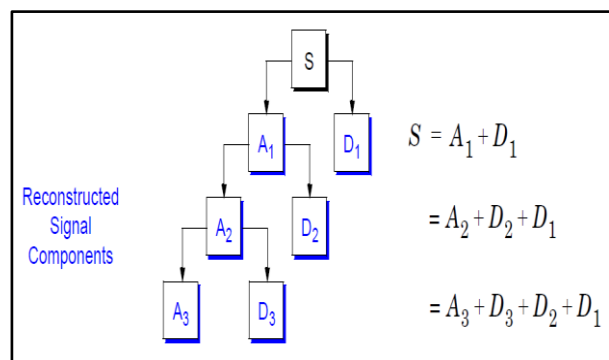 S
A₁ D₁
S = A₁ + D₁
Reconstructed
Signal
Components
A₂ D₂
= A₂ + D₂ + D₁
A₃ D₃
= A₃ + D₃ + D₂ + D₁